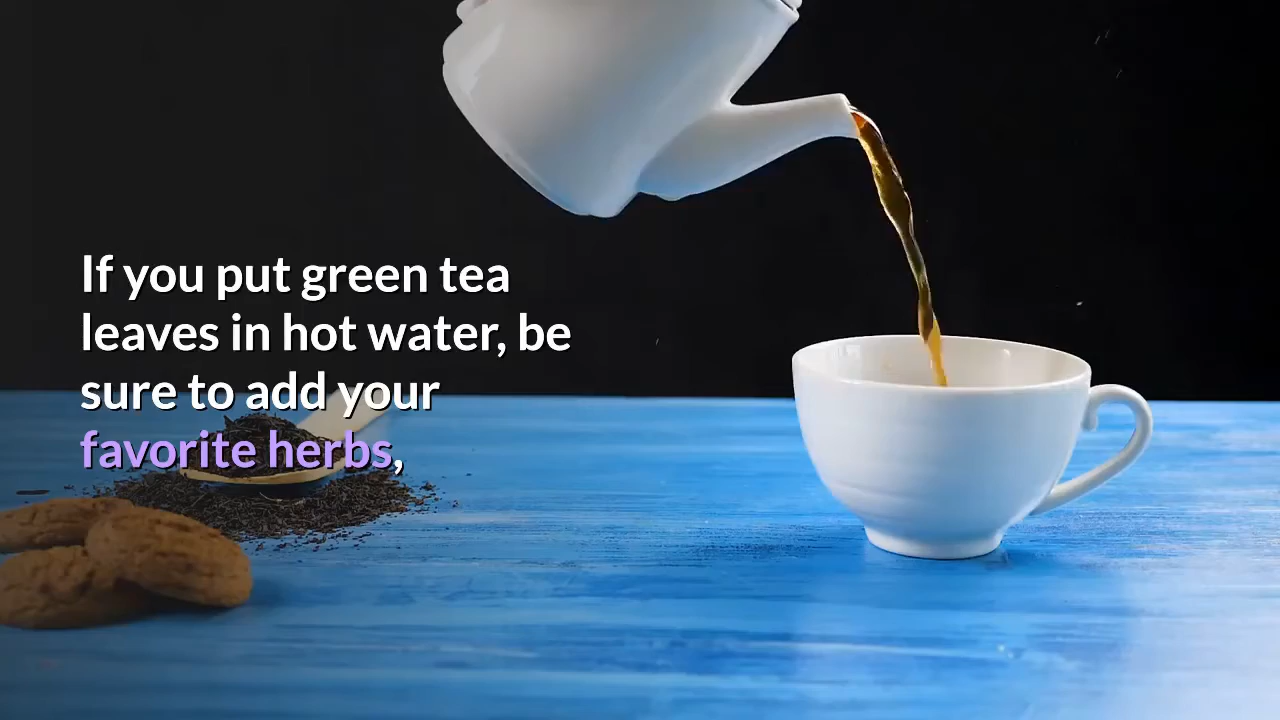 If you put green tea
leaves in hot water, be
sure to add your
favorite herbs,